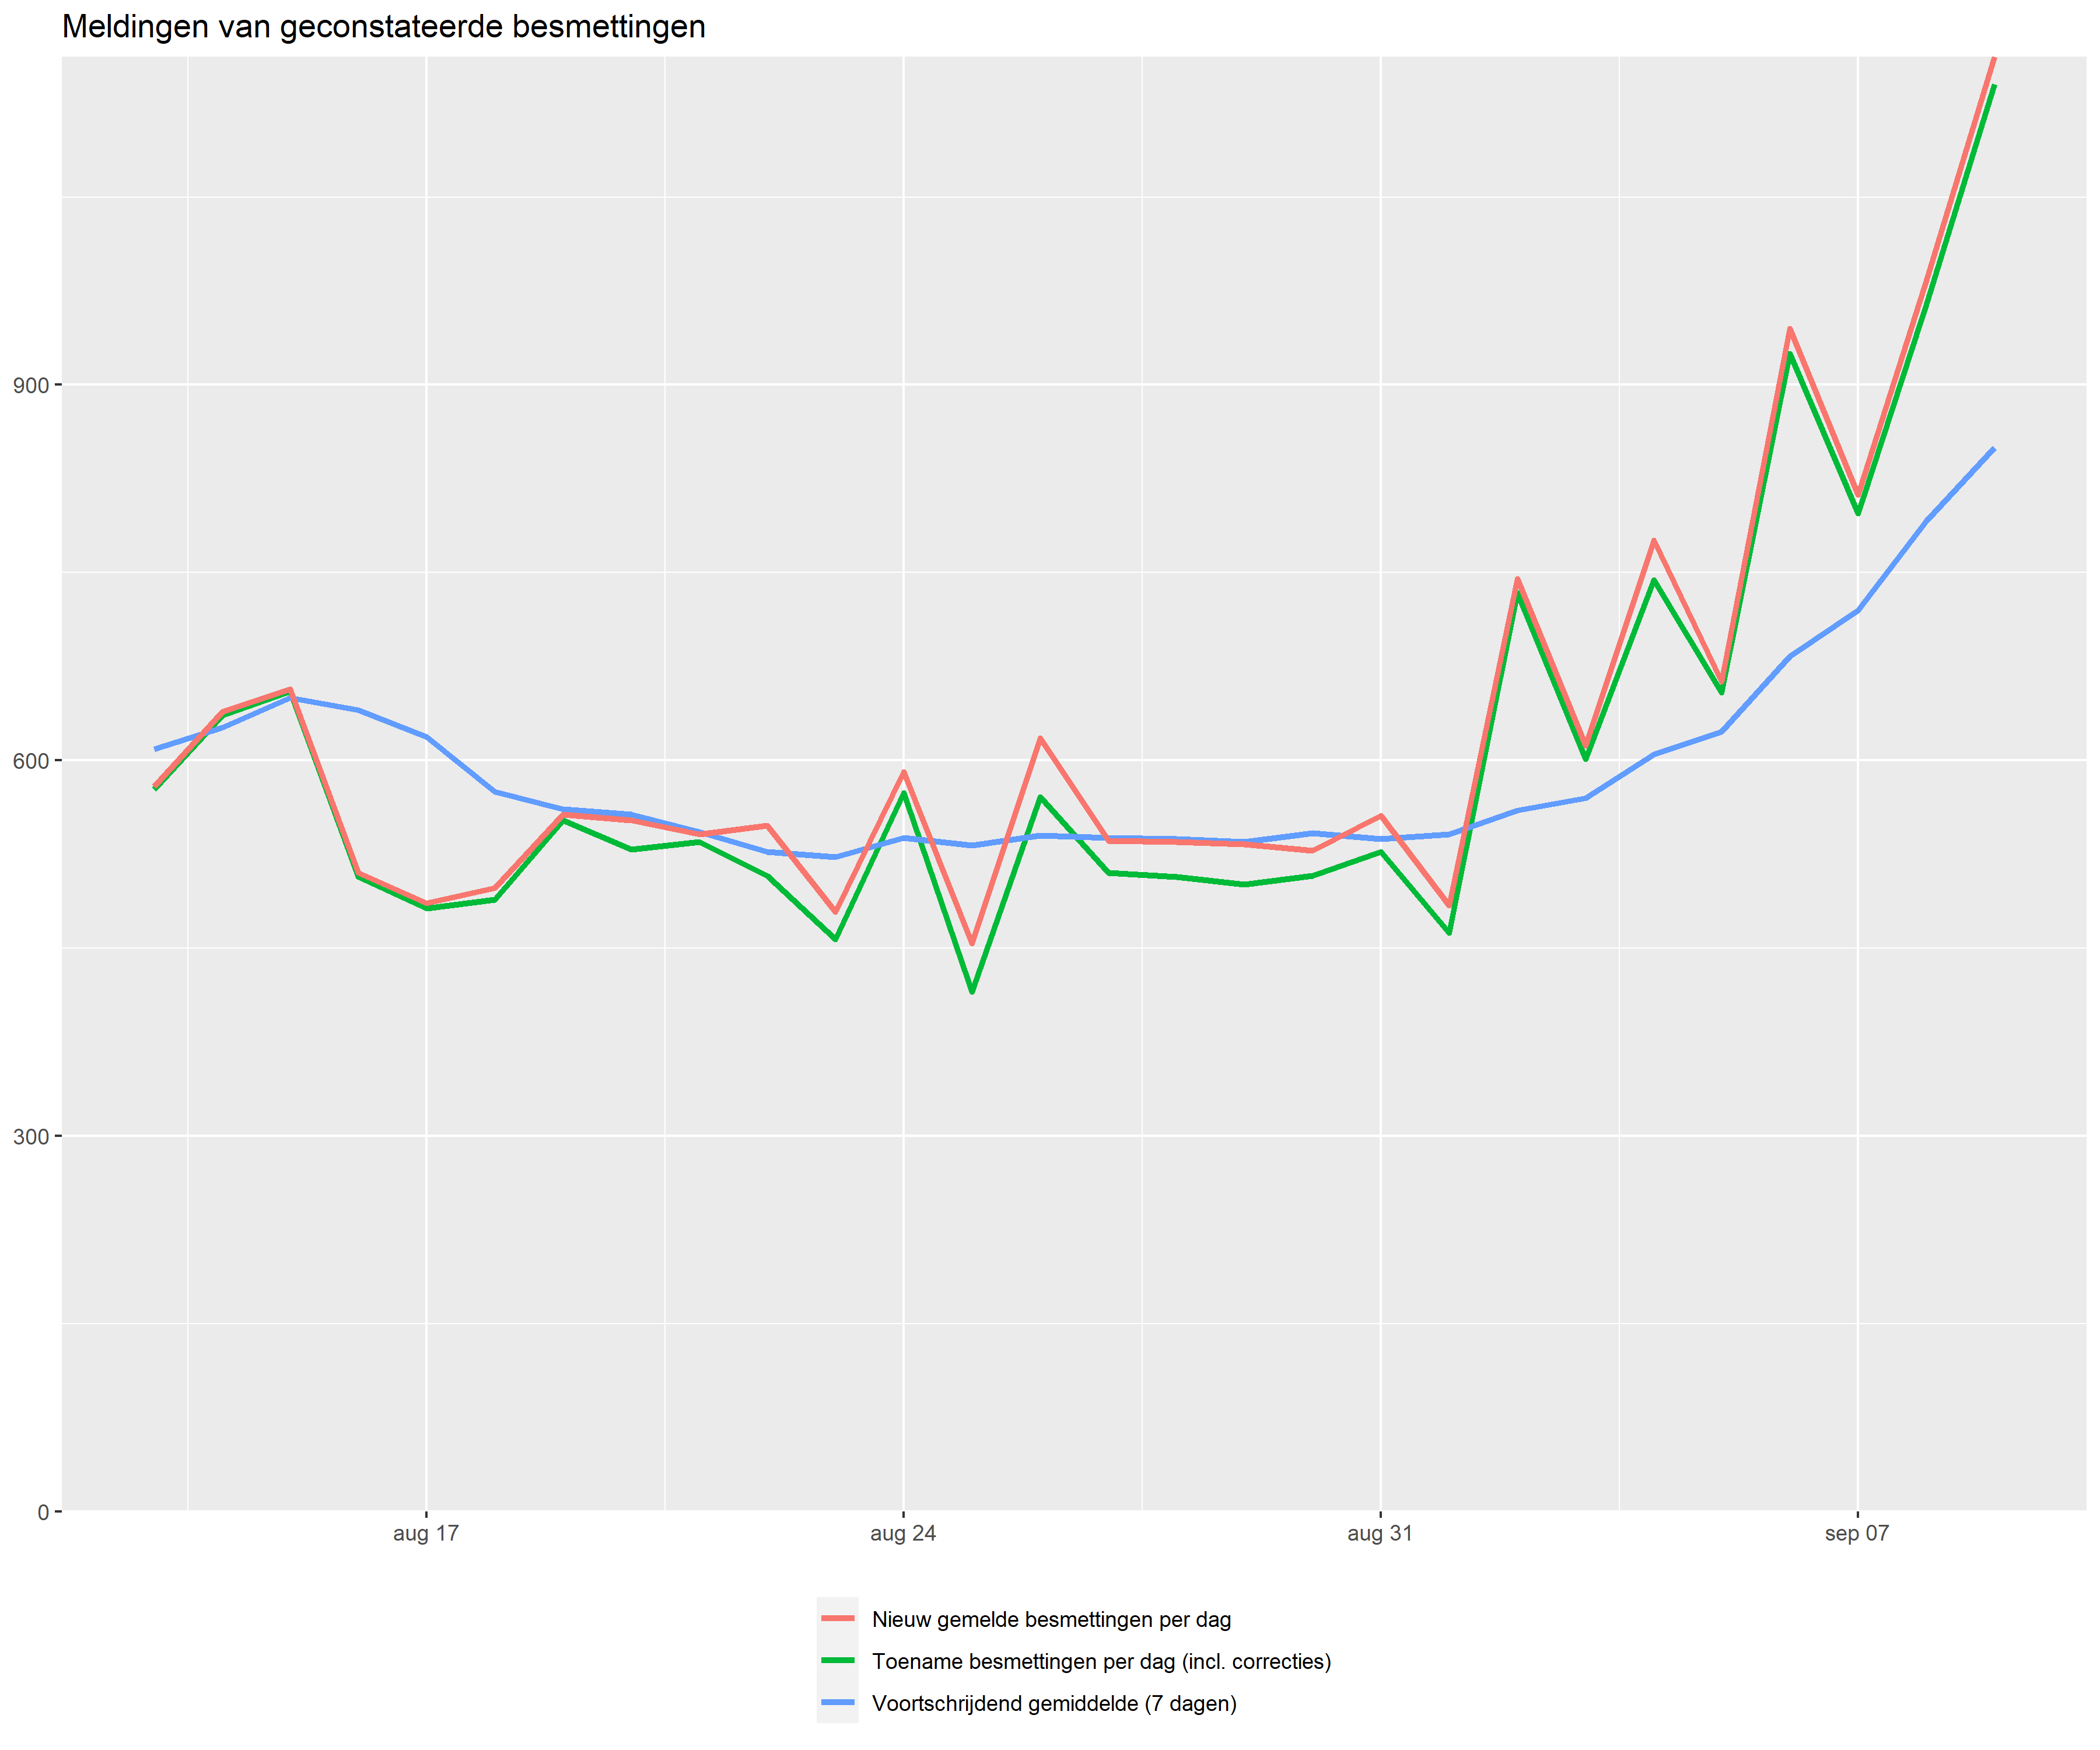 Meldingen van geconstateerde besmettingen
900
600
300
0
aug 17
aug 24
aug 31
sep 07
Nieuw gemelde besmettingen per dag
Toename besmettingen per dag (incl. correcties)
Voortschrijdend gemiddelde (7 dagen)